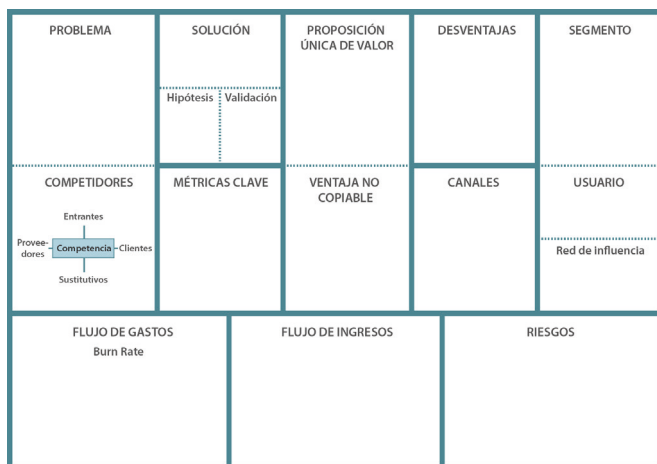 PROBLEMA
SOLUCIÓN
Hipótesis
Validación
PROPOSICIÓN
ÚNICA DE VALOR
DESVENTAJAS
SEGMENTO
COMPETIDORES
Entrantes
Provee-
dores
Competencia
Clientes
Sustitutivos
MÉTRICAS CLAVE
VENTAJA NO
COPIABLE
CANALES
USUARIO
Red de influencia
FLUJO DE GASTOS
Burn Rate
FLUJO DE INGRESOS
RIESGOS